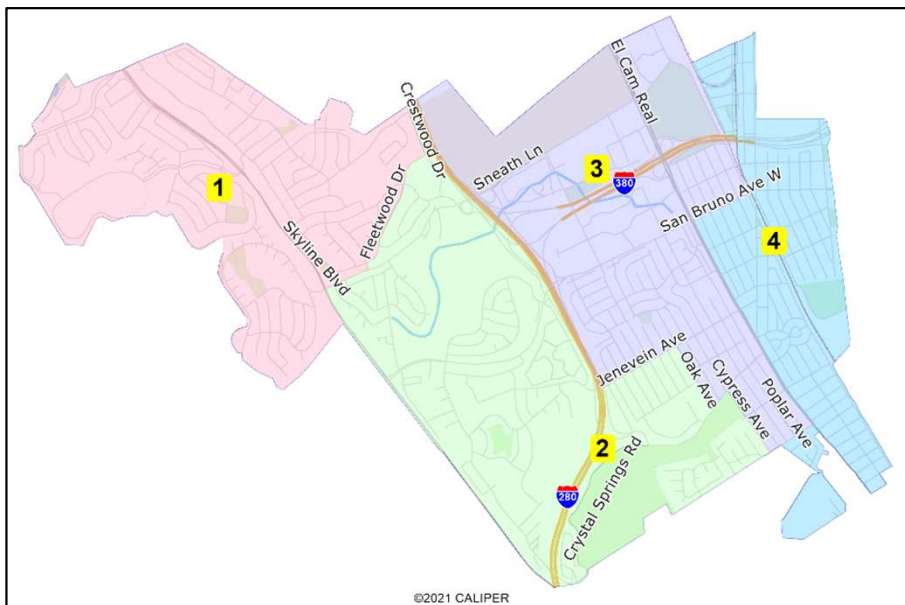 El Cam Real
Crestwood Dr
Sneath Ln
3
380
1
Fleetwood Dr
San Bruno Ave W
4
Skyline Blvd
Jenevein Ave
Oak Ave
Cypress Ave
Poplar Ave
2
280
Crystal Springs Rd
©2021 CALIPER